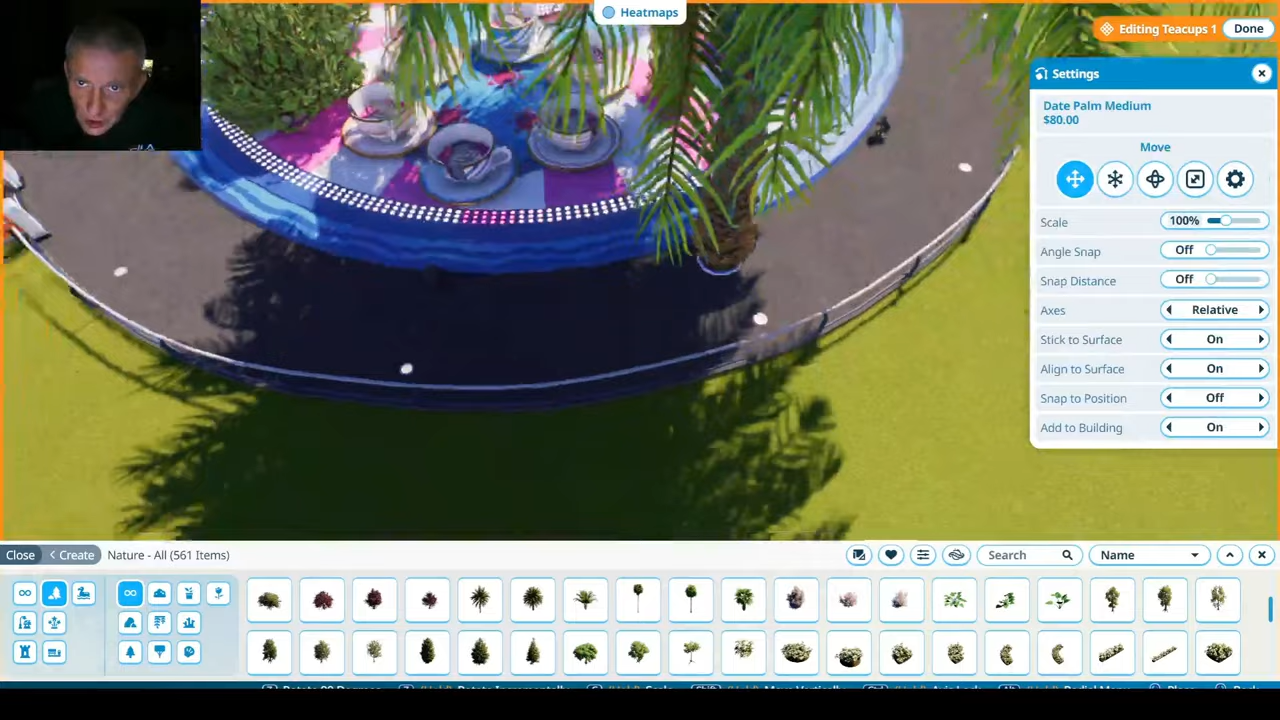 Heatmaps
Editing Teacups 1
Done
Settings
Date Palm Medium
$80.00
Move
Scale 100%
Angle Snap Off
Snap Distance Off
Axes Relative
Stick to Surface On
Align to Surface On
Snap to Position Off
Add to Building On
Close Create Nature - All (561 Items) Search Name